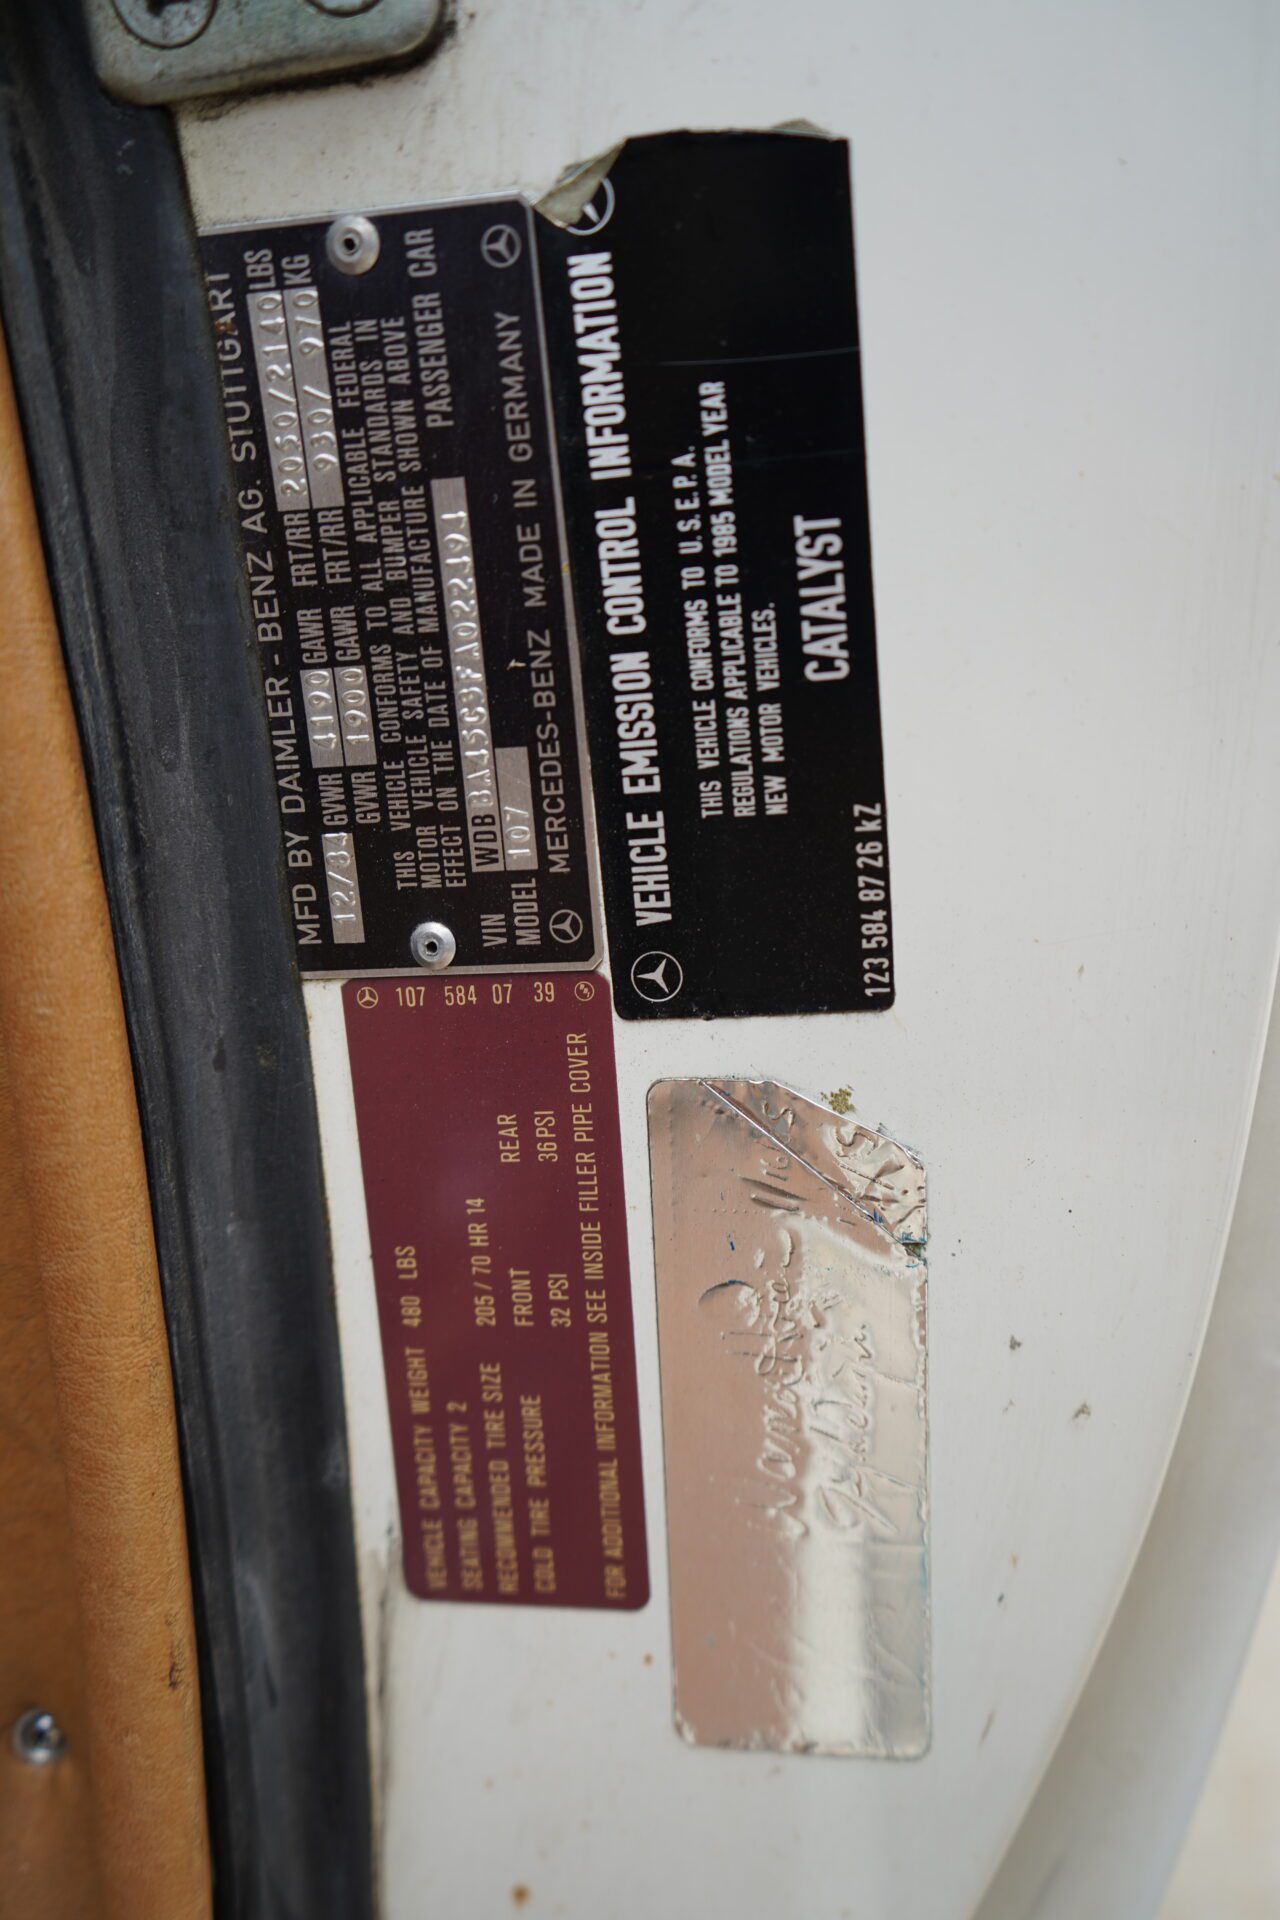 MFD BY DAIMLER-BENZ AG. STUTTGART
12/84 GVWR 4190 GAWR FRT/RR 2050/2140 LBS
GVWR 1900 GAWR FRT/RR 930/ 970 KG
THIS VEHICLE CONFORMS TO ALL APPLICABLE FEDERAL
MOTOR VEHICLE SAFETY AND BUMPER STANDARDS IN
EFFECT ON THE DATE OF MANUFACTURE SHOWN ABOVE
VIN WDB
MODEL 107 PASSENGER CAR
MERCEDES-BENZ MADE IN GERMANY
VEHICLE EMISSION CONTROL INFORMATION
THIS VEHICLE CONFORMS TO U.S.E.P.A.
REGULATIONS APPLICABLE TO 1985 MODEL YEAR
NEW MOTOR VEHICLES.
CATALYST
123 584 87 26 kZ
107 584 07 39
VEHICLE CAPACITY WEIGHT 480 LBS
SEATING CAPACITY 2
RECOMMENDED TIRE SIZE 205/70 HR 14
FRONT REAR
COLD TIRE PRESSURE 32 PSI 36 PSI
FOR ADDITIONAL INFORMATION SEE INSIDE FILLER PIPE COVER